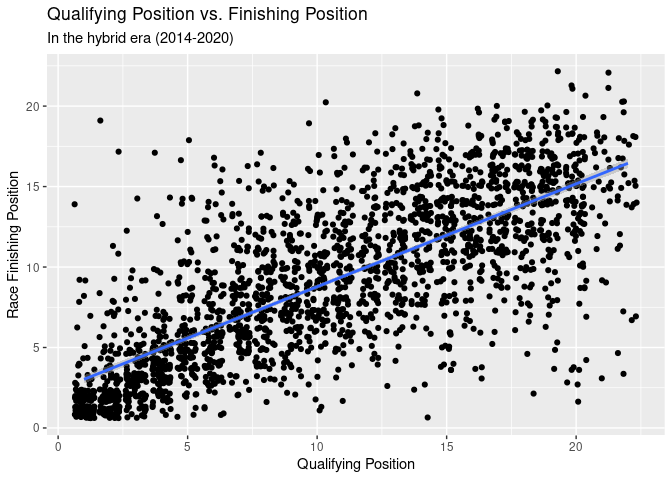 Qualifying Position vs. Finishing Position
In the hybrid era (2014-2020)
Race Finishing Position
20
15
10
5
0
0 5 10 15 20
Qualifying Position